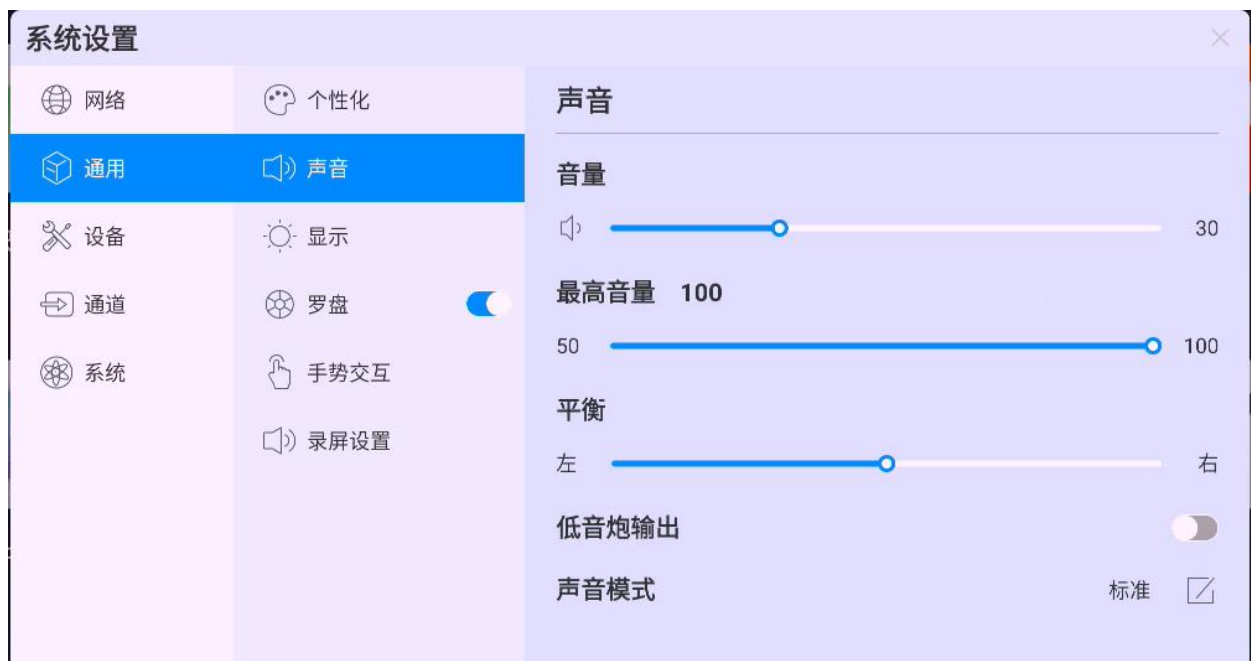 系统设置
网络
通用
设备
通道
系统
个性化
声音
显示
罗盘
手势交互
录屏设置
声音
音量
30
最高音量 100
50 100
平衡
左 右
低音炮输出
声音模式 标准